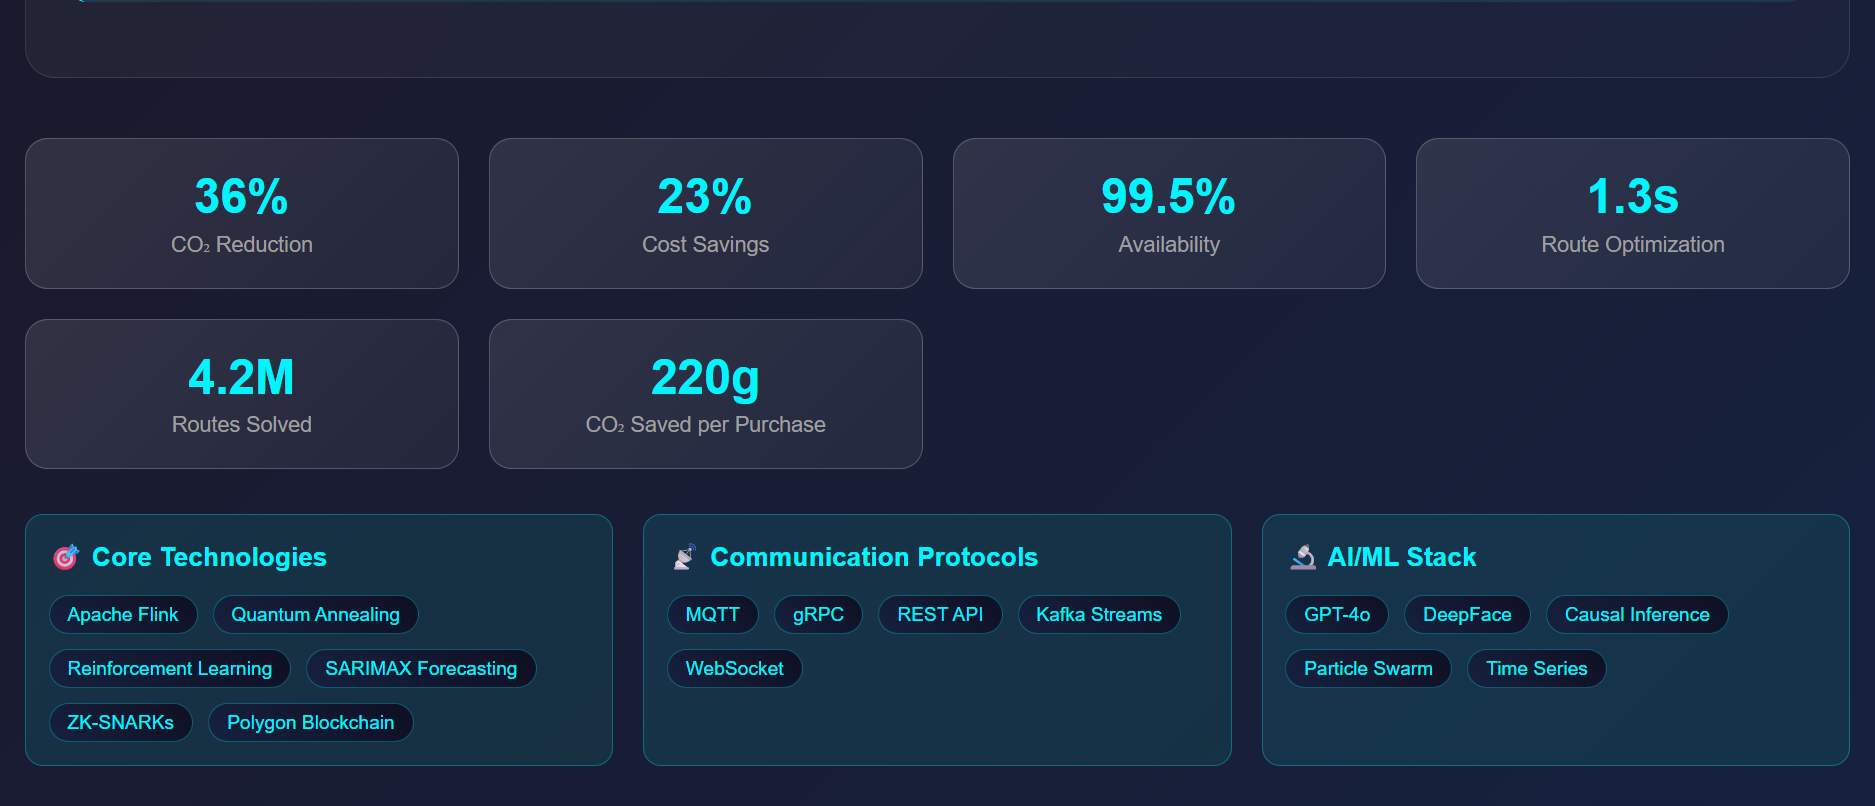 36%
CO₂ Reduction
23%
Cost Savings
99.5%
Availability
1.3s
Route Optimization
4.2M
Routes Solved
220g
CO₂ Saved per Purchase
Core Technologies
Apache Flink
Quantum Annealing
Reinforcement Learning
SARIMAX Forecasting
ZK-SNARKs
Polygon Blockchain
Communication Protocols
MQTT
gRPC
REST API
Kafka Streams
WebSocket
AI/ML Stack
GPT-4o
DeepFace
Causal Inference
Particle Swarm
Time Series